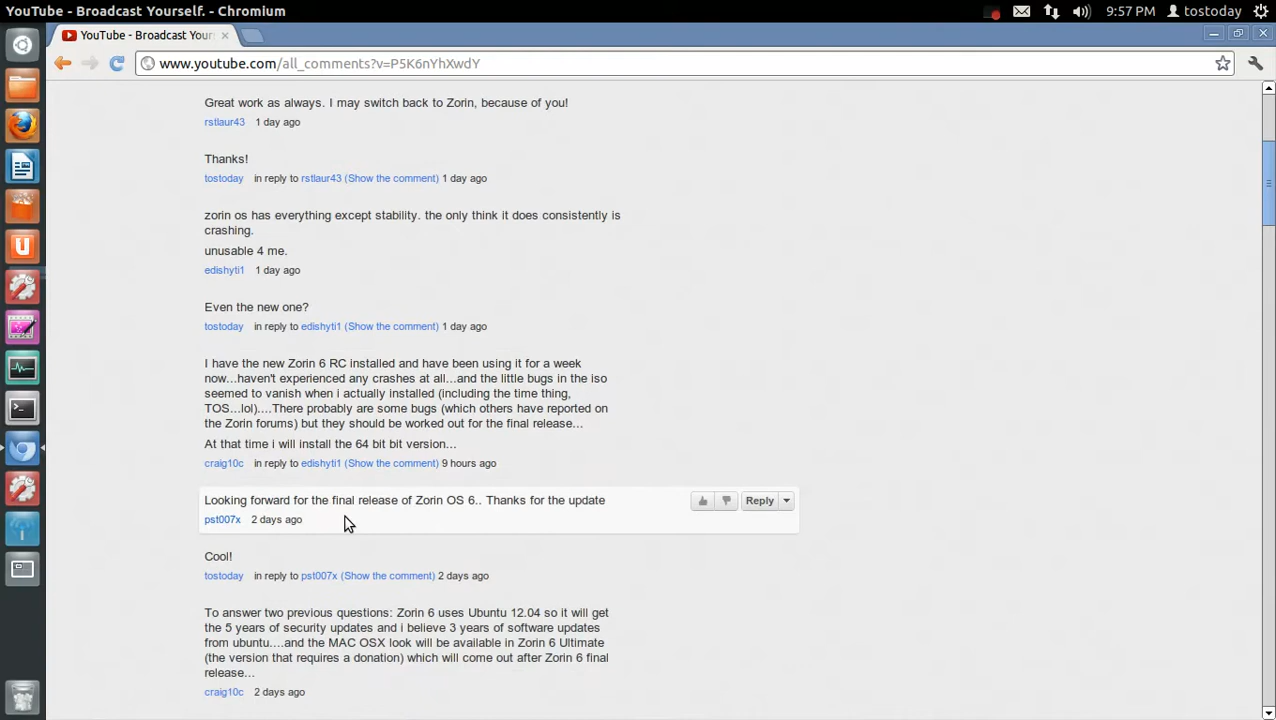 YouTube - Broadcast Yourself. - Chromium
9:57 PM
tostoday
YouTube - Broadcast Your
www.youtube.com/all_comments?v=P5K6nYhXwdY
Great work as always. I may switch back to Zorin, because of you!
rstlaur43 1 day ago
Thanks!
tostoday in reply to rstlaur43 (Show the comment) 1 day ago
zorin os has everything except stability. the only think it does consistently is
crashing.
unusable 4 me.
edishyti1 1 day ago
Even the new one?
tostoday in reply to edishyti1 (Show the comment) 1 day ago
I have the new Zorin 6 RC installed and have been using it for a week
now...haven't experienced any crashes at all...and the little bugs in the iso
seemed to vanish when i actually installed (including the time thing,
TOS...lol)....There probably are some bugs (which others have reported on
the Zorin forums) but they should be worked out for the final release...
At that time i will install the 64 bit bit version...
craig10c in reply to edishyti1 (Show the comment) 9 hours ago
Looking forward for the final release of Zorin OS 6.. Thanks for the update
Reply
pst007x 2 days ago
Cool!
tostoday in reply to pst007x (Show the comment) 2 days ago
To answer two previous questions: Zorin 6 uses Ubuntu 12.04 so it will get
the 5 years of security updates and i believe 3 years of software updates
from ubuntu....and the MAC OSX look will be available in Zorin 6 Ultimate
(the version that requires a donation) which will come out after Zorin 6 final
release...
craig10c 2 days ago